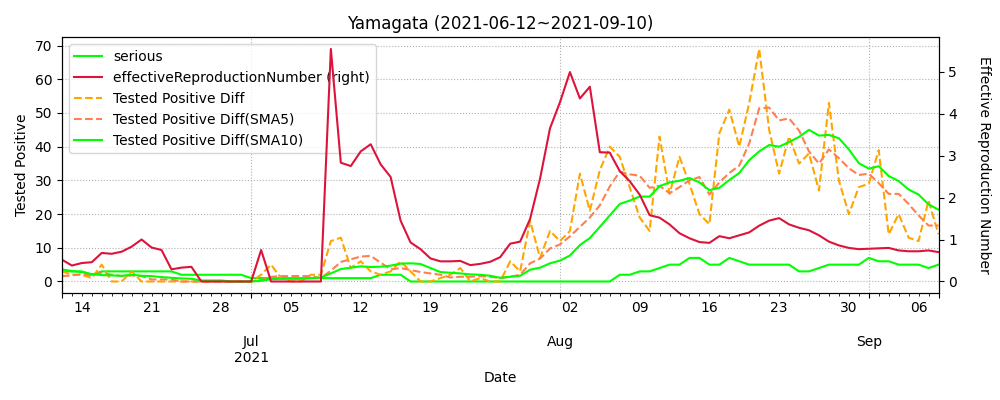 Yamagata (2021-06-12~2021-09-10)
serious
effectiveReproductionNumber (right)
Tested Positive Diff
Tested Positive Diff(SMA5)
Tested Positive Diff(SMA10)
Tested Positive
70
60
50
40
30
20
10
0
Effective Reproduction Number
5
4
3
2
1
0
14 21 28 05 12 19 26 02 09 16 23 30 06
Jul Aug Sep
2021
Date